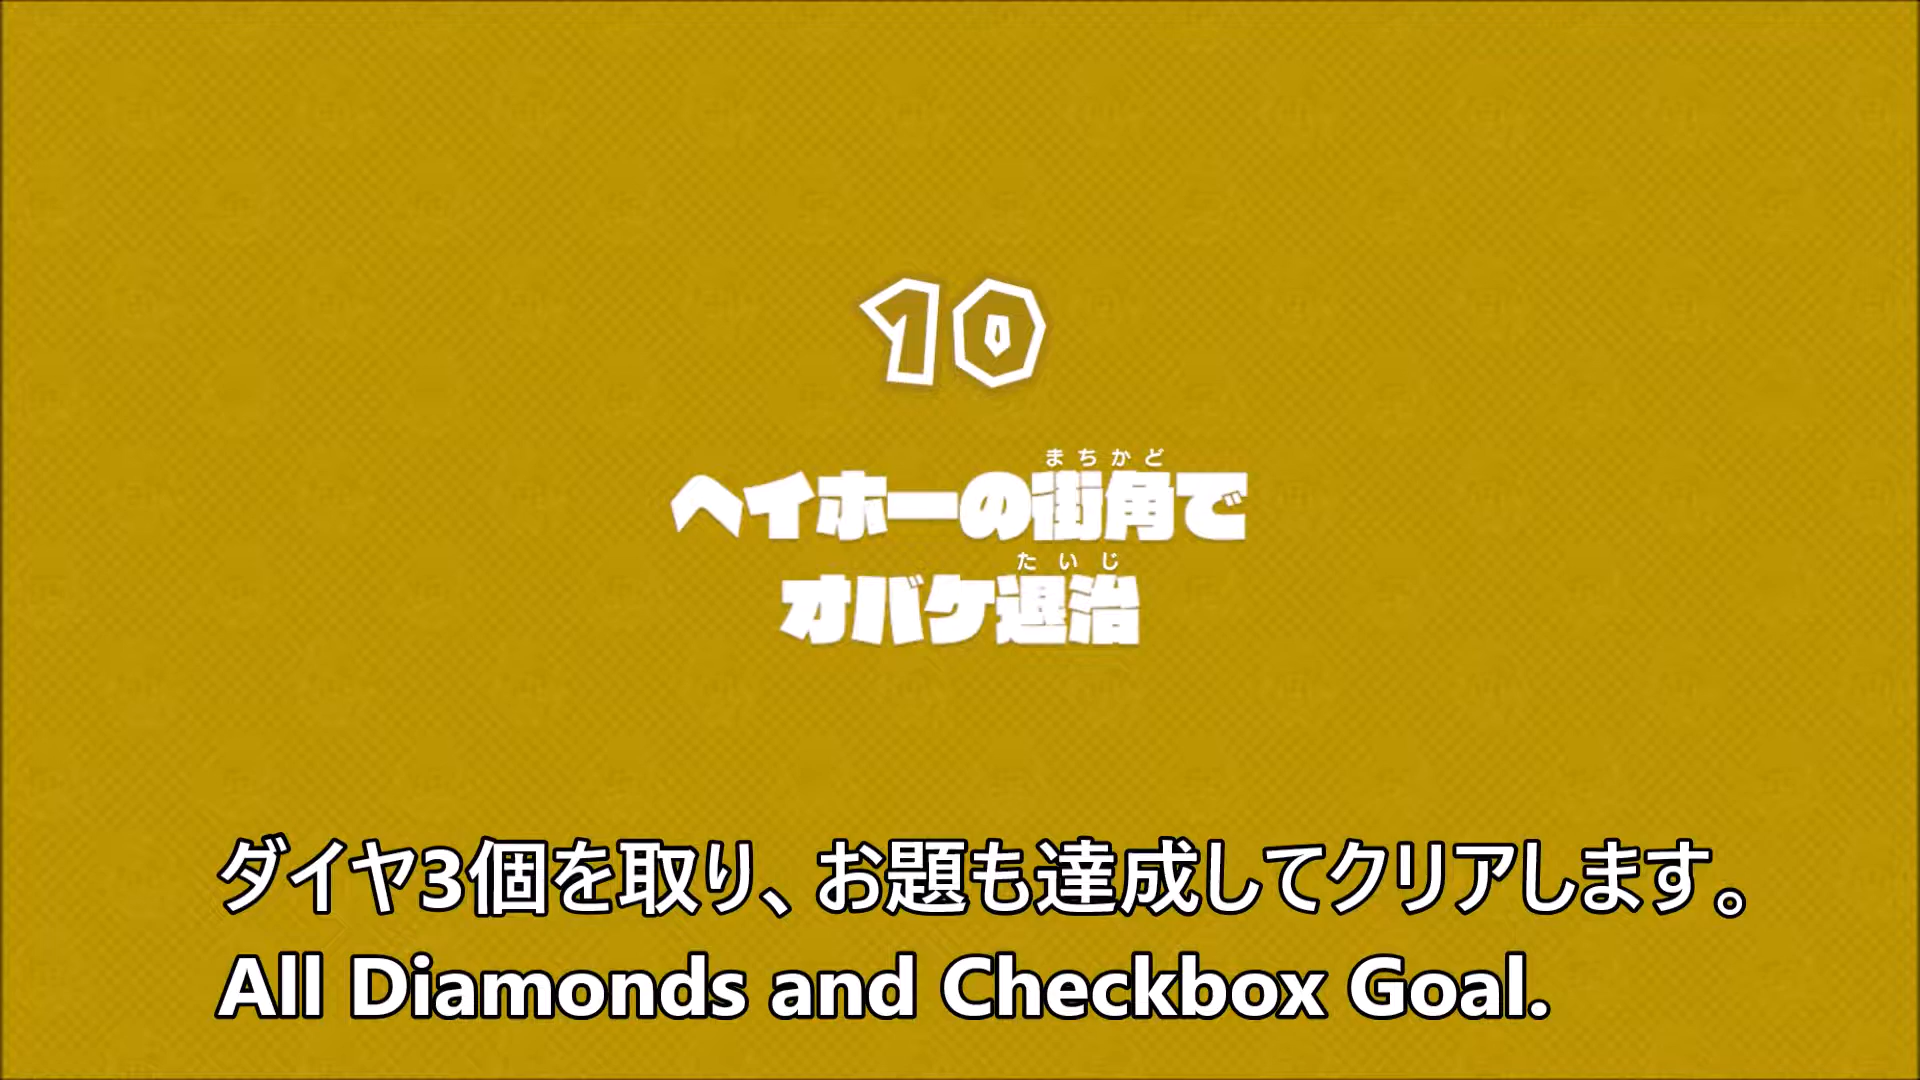 10
まちかど
ヘイホーの街角で
たいじ
オバケ退治
ダイヤ3個を取り、お題も達成してクリアします。
All Diamonds and Checkbox Goal.